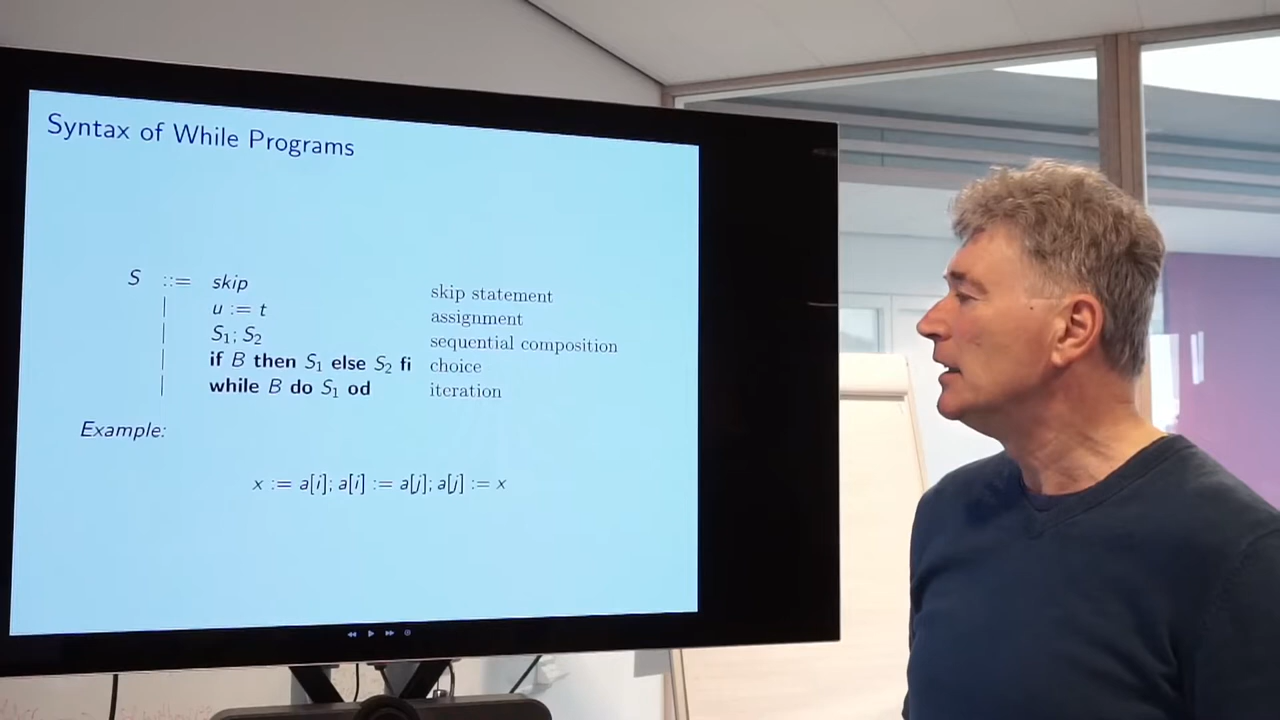 Syntax of While Programs
S ::= skip skip statement
| u := t assignment
| S₁; S₂ sequential composition
| if B then S₁ else S₂ fi choice
| while B do S₁ od iteration
Example:
x := a[i]; a[i] := a[j]; a[j] := x